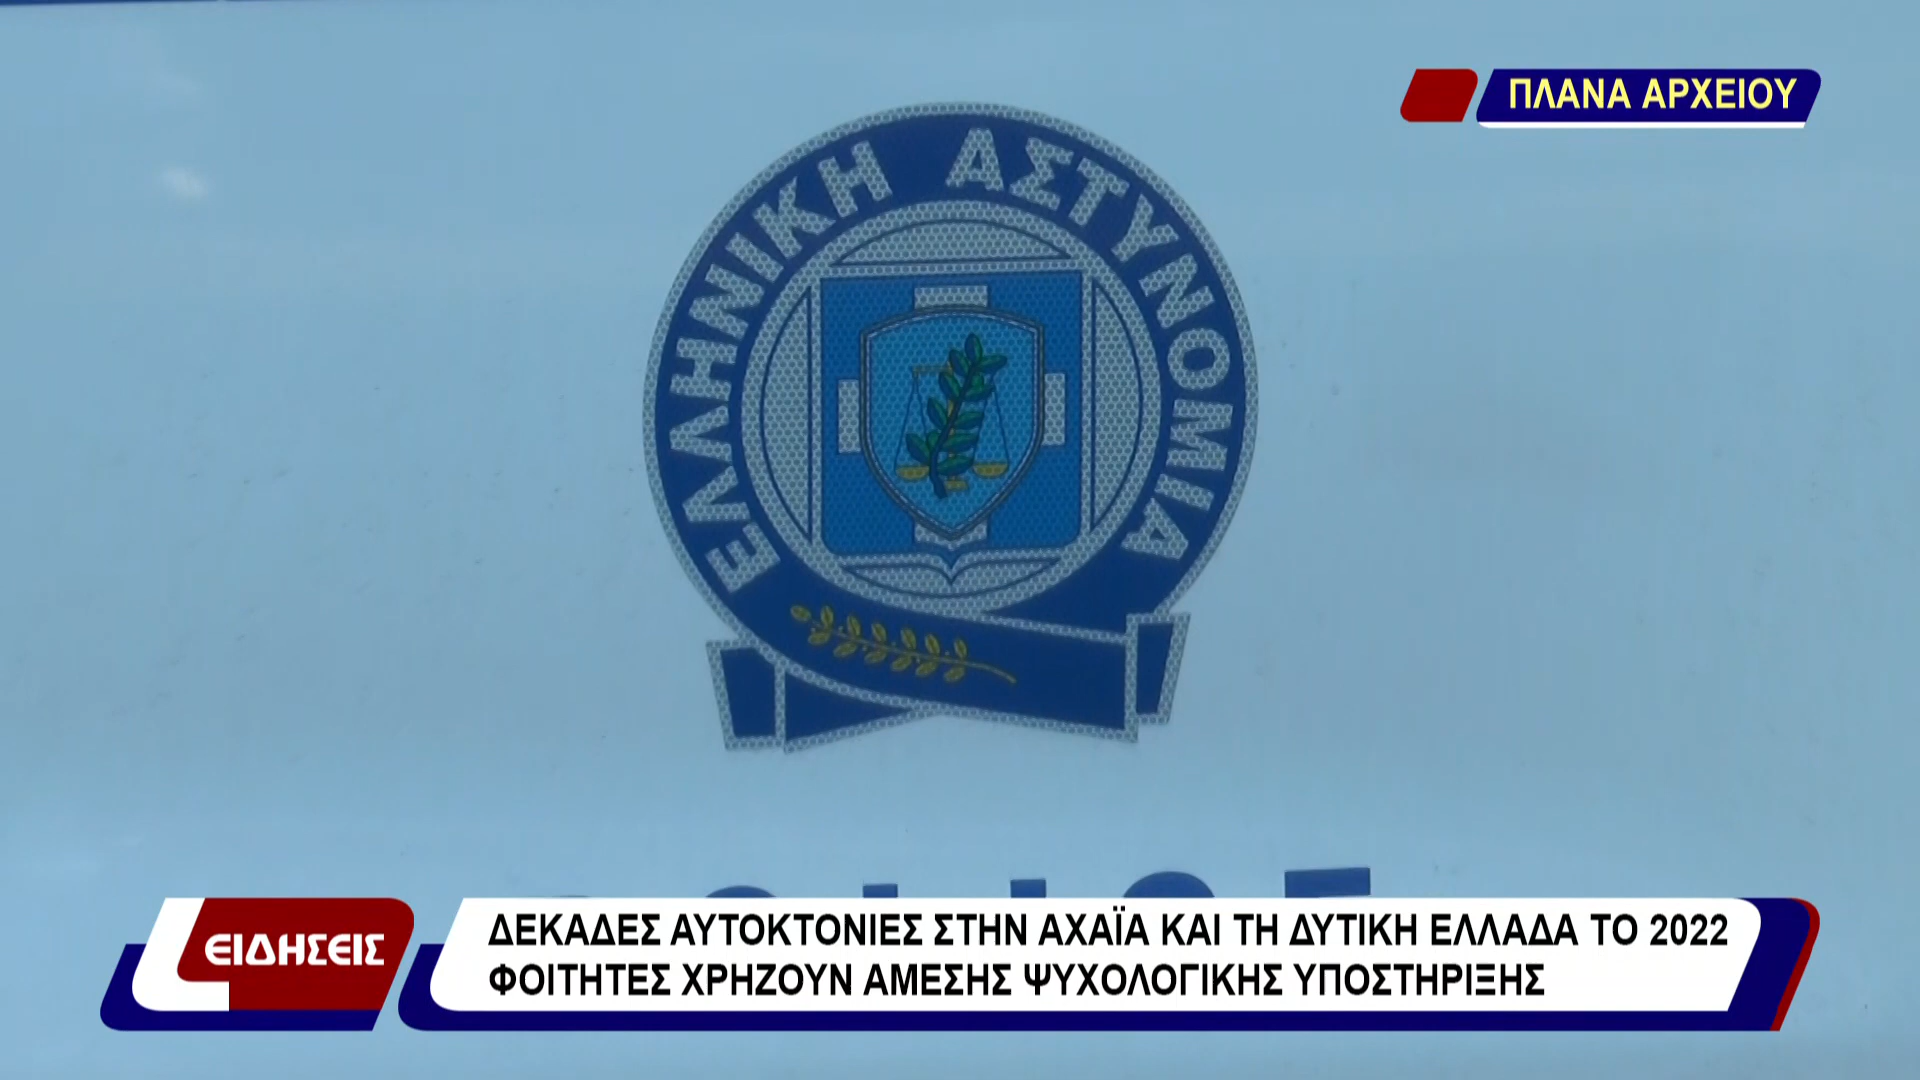 ΠΛΑΝΑ ΑΡΧΕΙΟΥ
ΕΛΛΗΝΙΚΗ ΑΣΤΥΝΟΜΙΑ
ΕΙΔΗΣΕΙΣ
ΔΕΚΑΔΕΣ ΑΥΤΟΚΤΟΝΙΕΣ ΣΤΗΝ ΑΧΑΪΑ ΚΑΙ ΤΗ ΔΥΤΙΚΗ ΕΛΛΑΔΑ ΤΟ 2022
ΦΟΙΤΗΤΕΣ ΧΡΗΖΟΥΝ ΑΜΕΣΗΣ ΨΥΧΟΛΟΓΙΚΗΣ ΥΠΟΣΤΗΡΙΞΗΣ